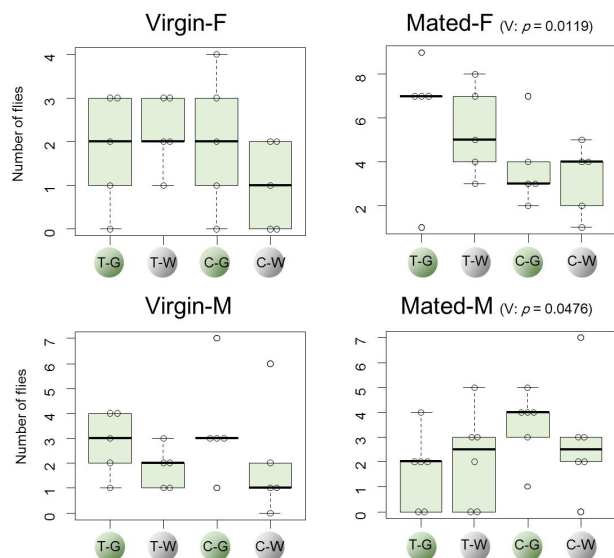 Virgin-F
Mated-F (V: p = 0.0119)
Number of flies
4
3
2
1
0
8
6
4
2
T-G
T-W
C-G
C-W
T-G
T-W
C-G
C-W
Virgin-M
Mated-M (V: p = 0.0476)
Number of flies
7
6
5
4
3
2
1
0
7
6
5
4
3
2
1
0
T-G
T-W
C-G
C-W
T-G
T-W
C-G
C-W